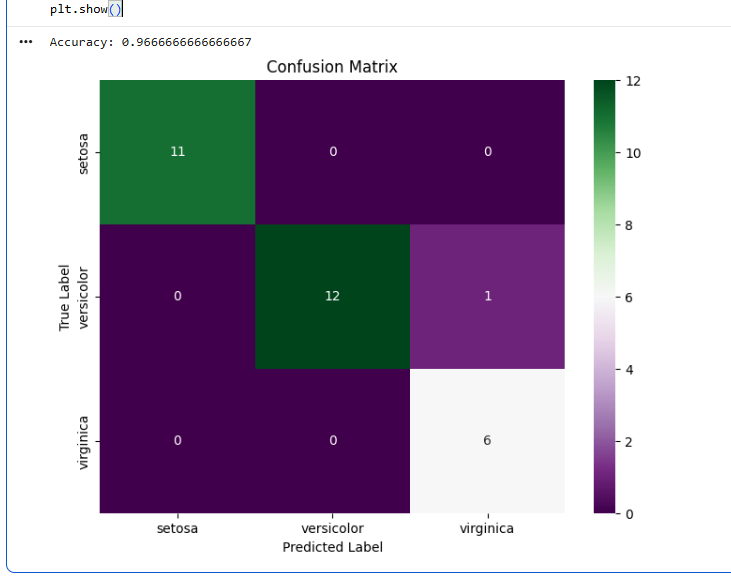 plt.show()
••• Accuracy: 0.9666666666666667
Confusion Matrix
12
10
8
6
4
2
0
True Label
setosa
11 0 0
versicolor
0 12 1
virginica
0 0 6
setosa versicolor virginica
Predicted Label